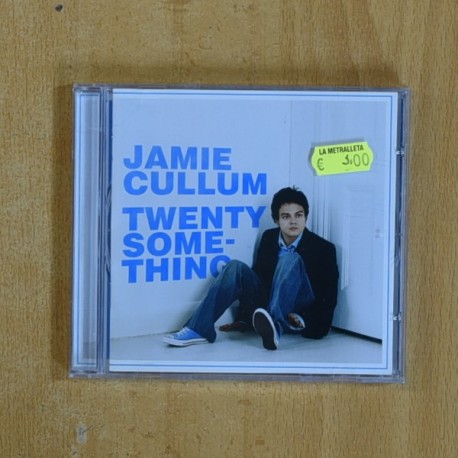 JAMIE
CULLUM
TWENTY
SOME-
THING
LA METRALLETA
€ 3,00